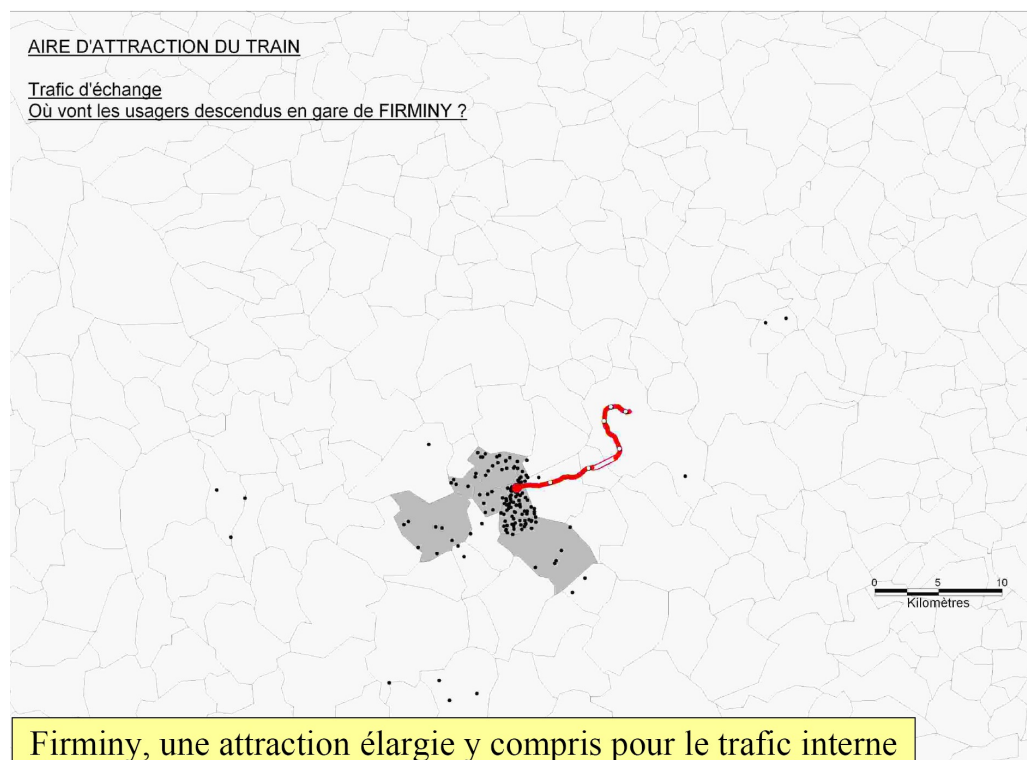 AIRE D'ATTRACTION DU TRAIN
Trafic d'échange
Où vont les usagers descendus en gare de FIRMINY ?
0 5 10
Kilomètres
Firminy, une attraction élargie y compris pour le trafic interne